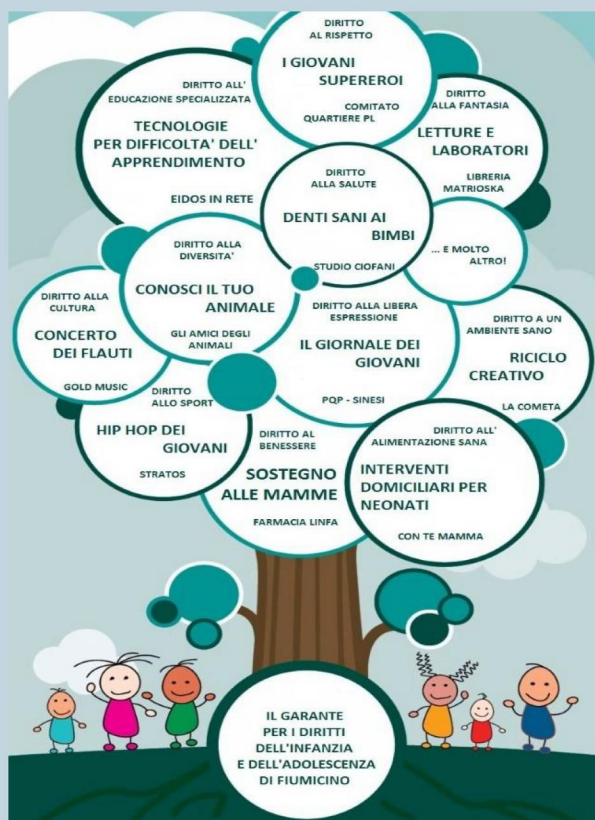 DIRITTO
AL RISPETTO
I GIOVANI
SUPEREROI
COMITATO
QUARTIERE PL
DIRITTO ALL'
EDUCAZIONE SPECIALIZZATA
TECNOLOGIE
PER DIFFICOLTA' DELL'
APPRENDIMENTO
EIDOS IN RETE
DIRITTO
ALLA FANTASIA
LETTURE E
LABORATORI
LIBRERIA
MATRIOSKA
DIRITTO
ALLA SALUTE
DENTI SANI AI
BIMBI
STUDIO CIOFANI
... E MOLTO
ALTRO!
DIRITTO ALLA
DIVERSITA'
CONOSCI IL TUO
ANIMALE
GLI AMICI DEGLI
ANIMALI
DIRITTO ALLA
CULTURA
CONCERTO
DEI FLAUTI
GOLD MUSIC
DIRITTO ALLA LIBERA
ESPRESSIONE
IL GIORNALE DEI
GIOVANI
PQP - SINESI
DIRITTO A UN
AMBIENTE SANO
RICICLO
CREATIVO
LA COMETA
DIRITTO
ALLO SPORT
HIP HOP DEI
GIOVANI
STRATOS
DIRITTO AL
BENESSERE
SOSTEGNO
ALLE MAMME
FARMACIA LINFA
DIRITTO ALL'
ALIMENTAZIONE SANA
INTERVENTI
DOMICILIARI PER
NEONATI
CON TE MAMMA
IL GARANTE
PER I DIRITTI
DELL'INFANZIA
E DELL'ADOLESCENZA
DI FIUMICINO